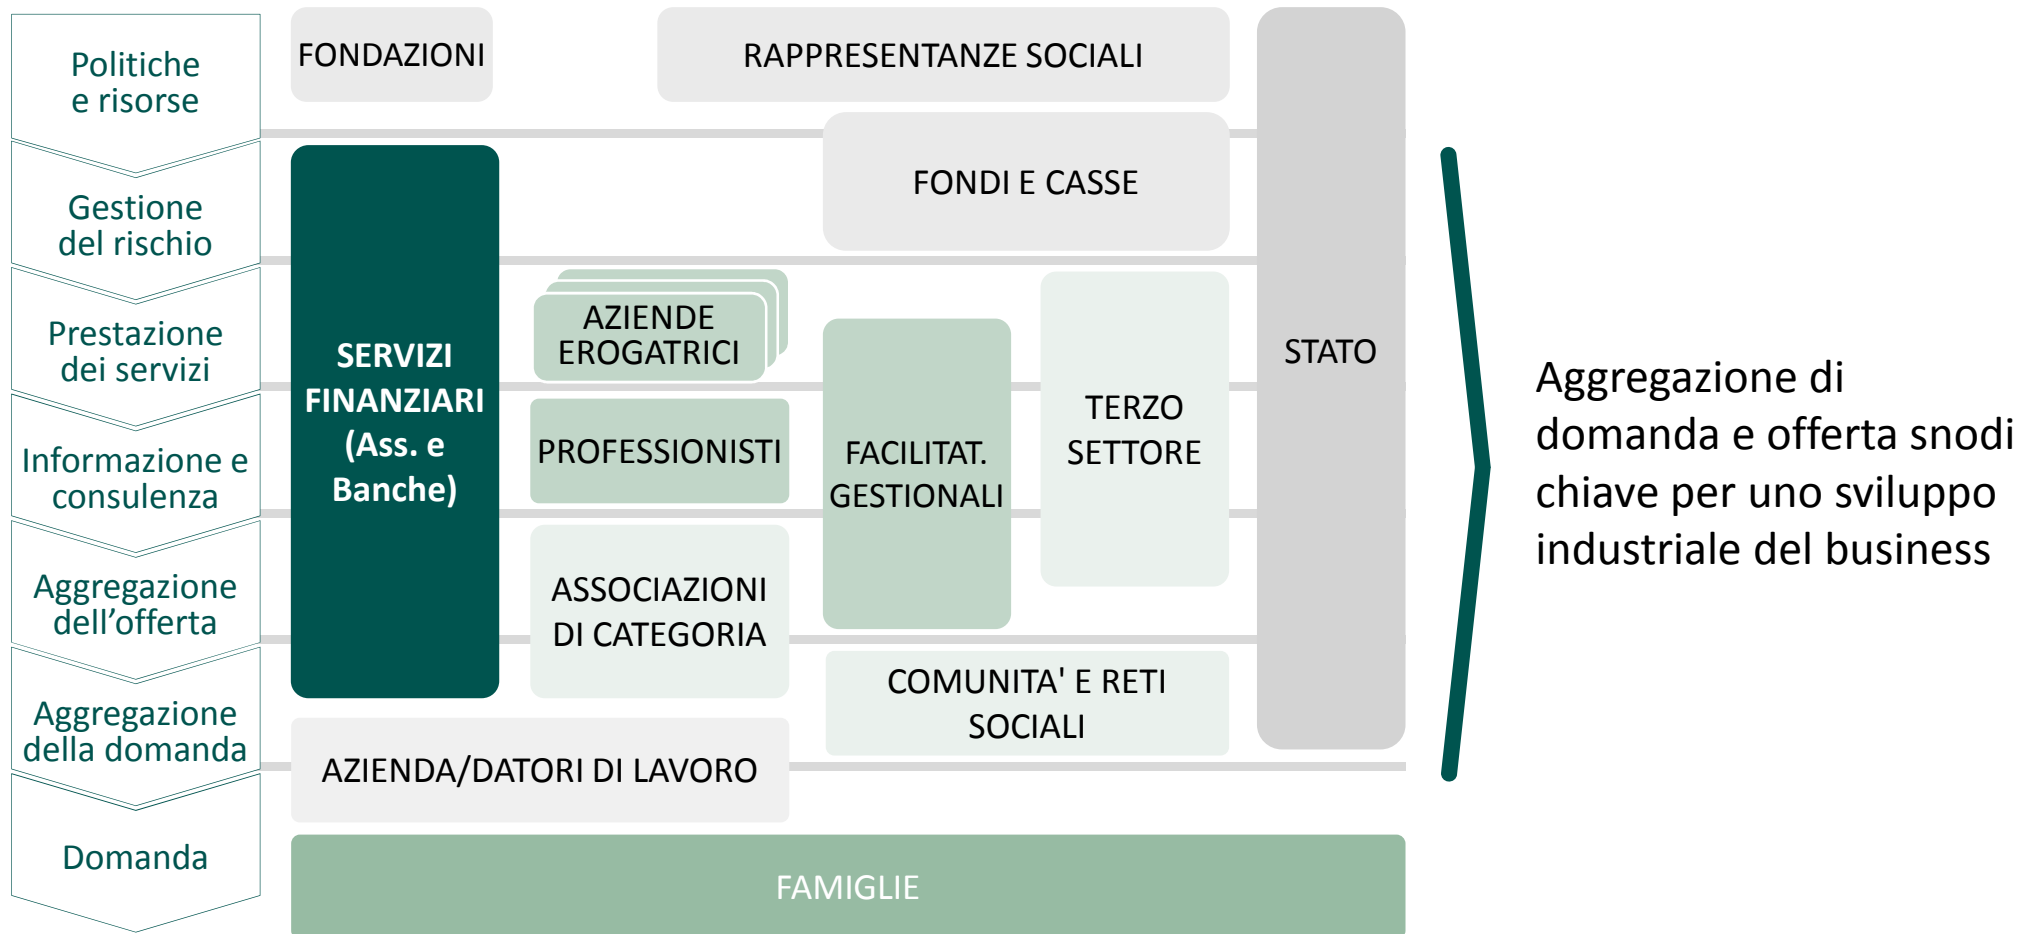 Politiche
e risorse
Gestione
del rischio
Prestazione
dei servizi
Informazione e
consulenza
Aggregazione
dell’offerta
Aggregazione
della domanda
Domanda
FONDAZIONI
RAPPRESENTANZE SOCIALI
FONDI E CASSE
SERVIZI
FINANZIARI
(Ass. e
Banche)
AZIENDE
EROGATRICI
PROFESSIONISTI
ASSOCIAZIONI
DI CATEGORIA
FACILITAT.
GESTIONALI
TERZO
SETTORE
STATO
COMUNITA' E RETI
SOCIALI
AZIENDA/DATORI DI LAVORO
FAMIGLIE
Aggregazione di
domanda e offerta snodi
chiave per uno sviluppo
industriale del business